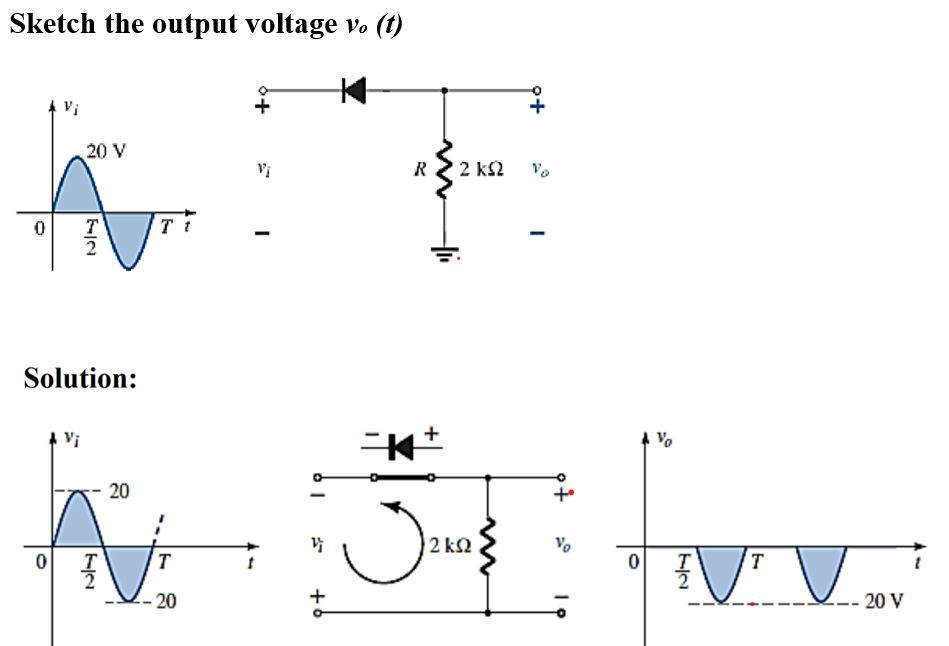 Sketch the output voltage vₒ (t)
vᵢ
20 V
0
T/2
T
t
+
vᵢ
−
R
2 kΩ
+
vₒ
−
Solution:
vᵢ
20
0
T/2
T
t
- 20
− +
−
vᵢ
+
2 kΩ
+
vₒ
−
vₒ
0
T/2
T
t
- 20 V